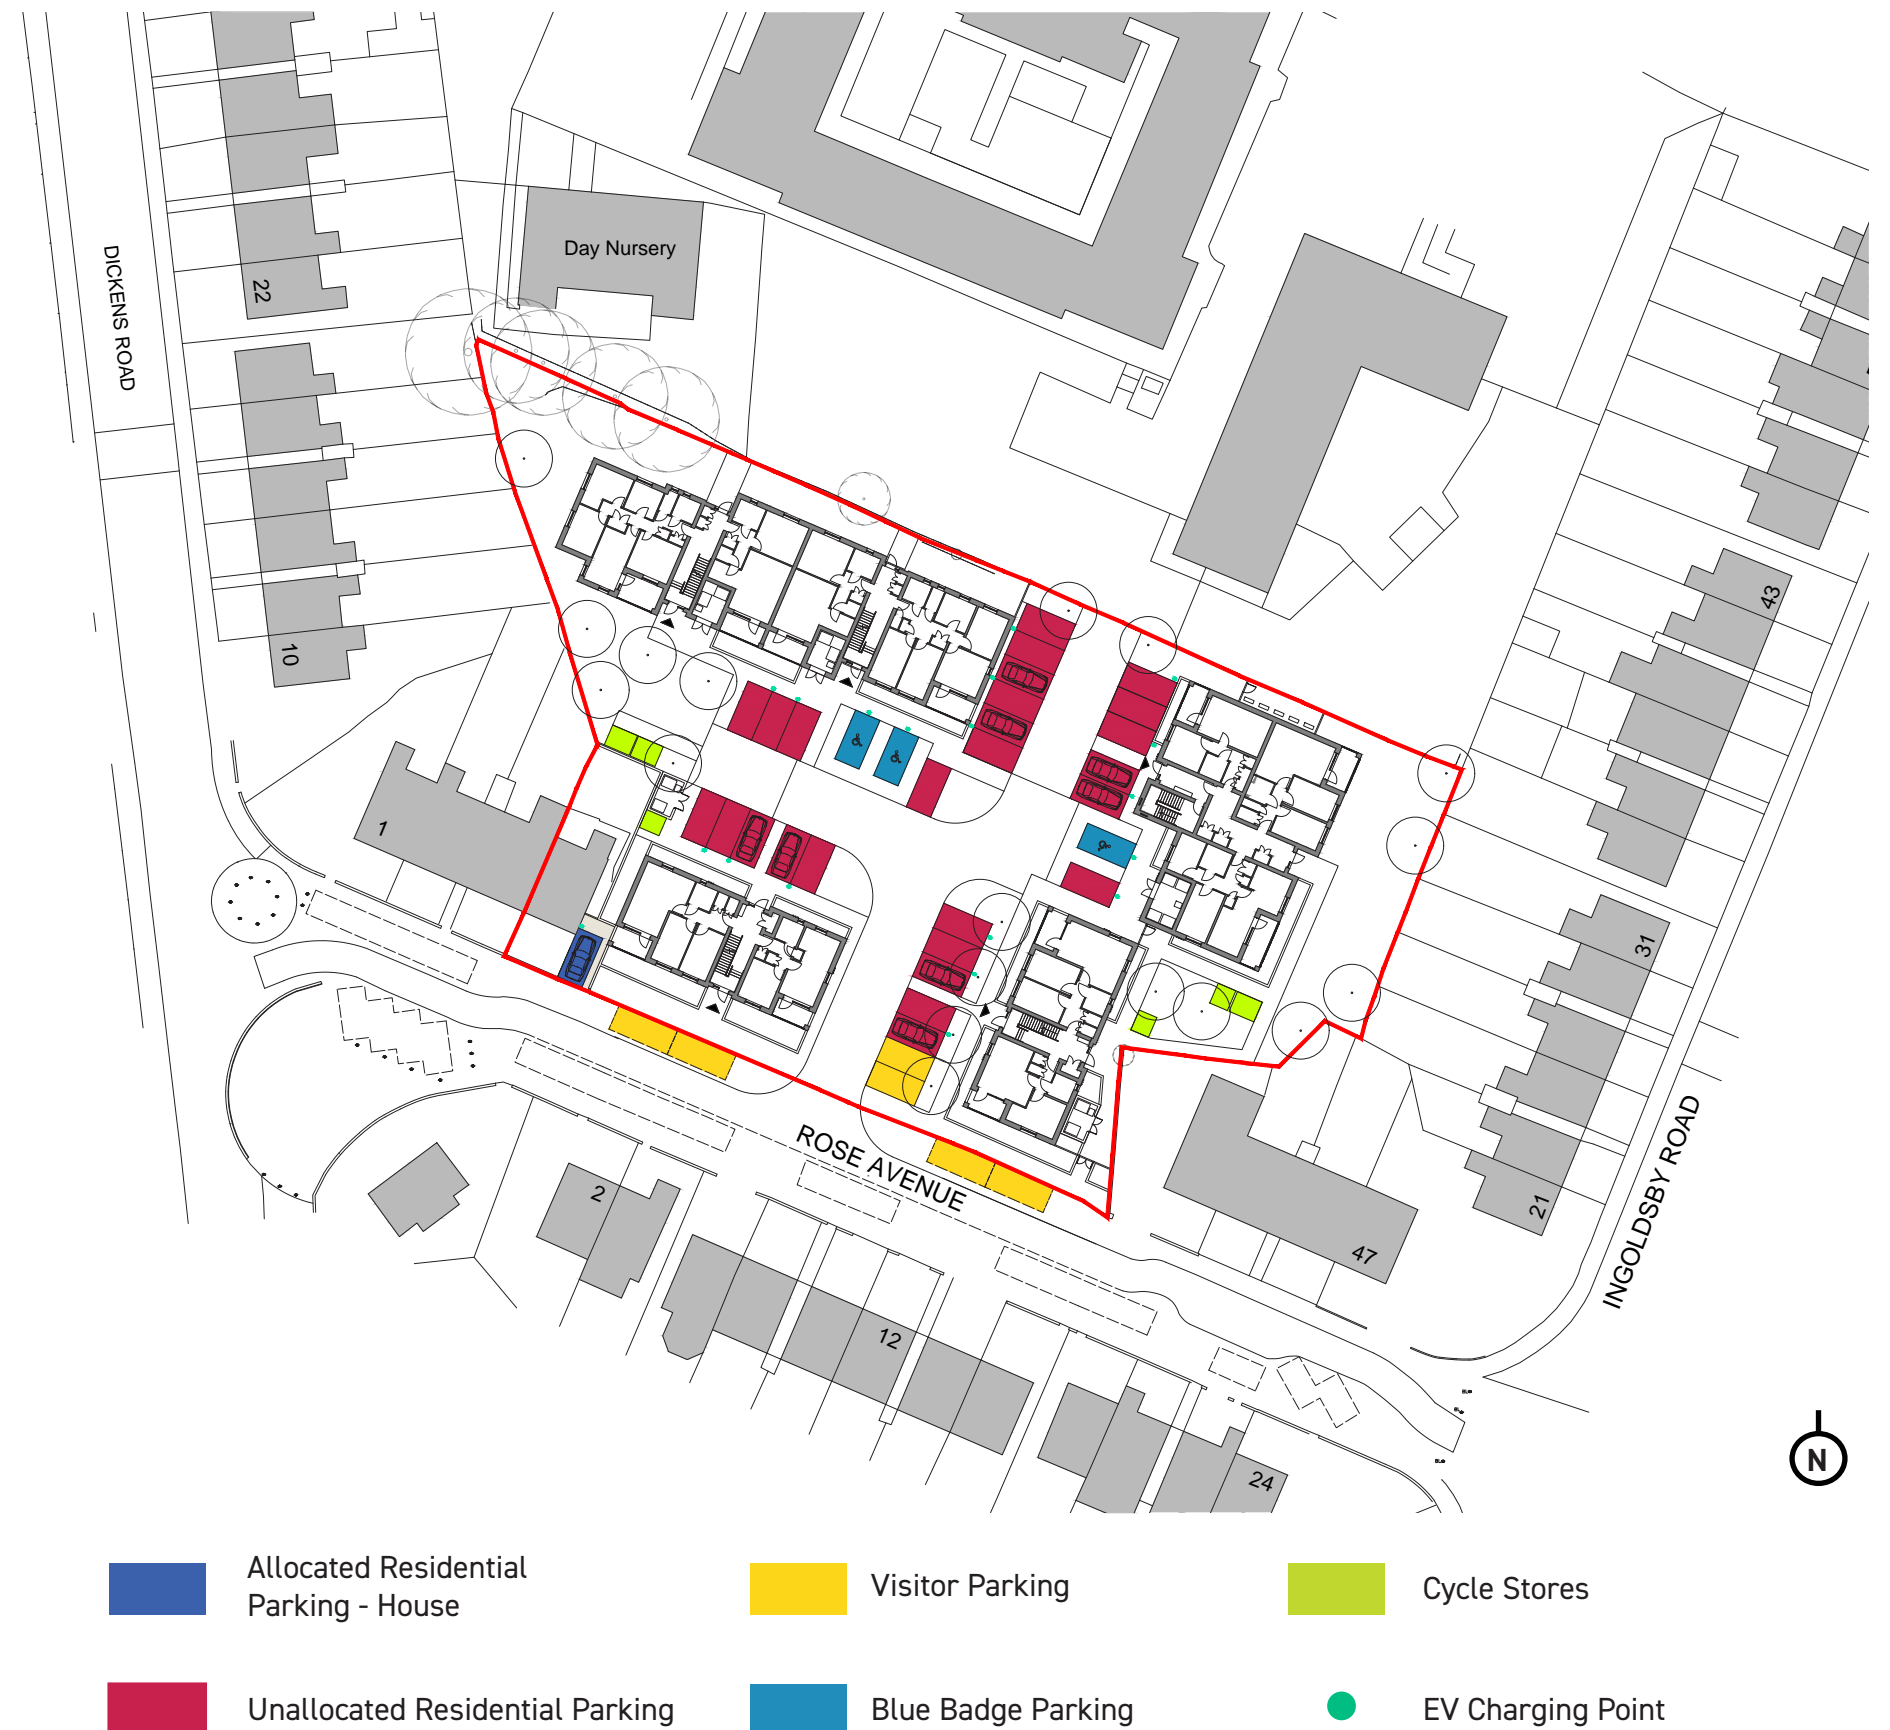 Day Nursery
DICKENS ROAD
22
10
1
43
31
21
47
ROSE AVENUE
INGOLDSBY ROAD
2
12
24
N
Allocated Residential
Parking - House
Visitor Parking
Cycle Stores
Unallocated Residential Parking
Blue Badge Parking
EV Charging Point